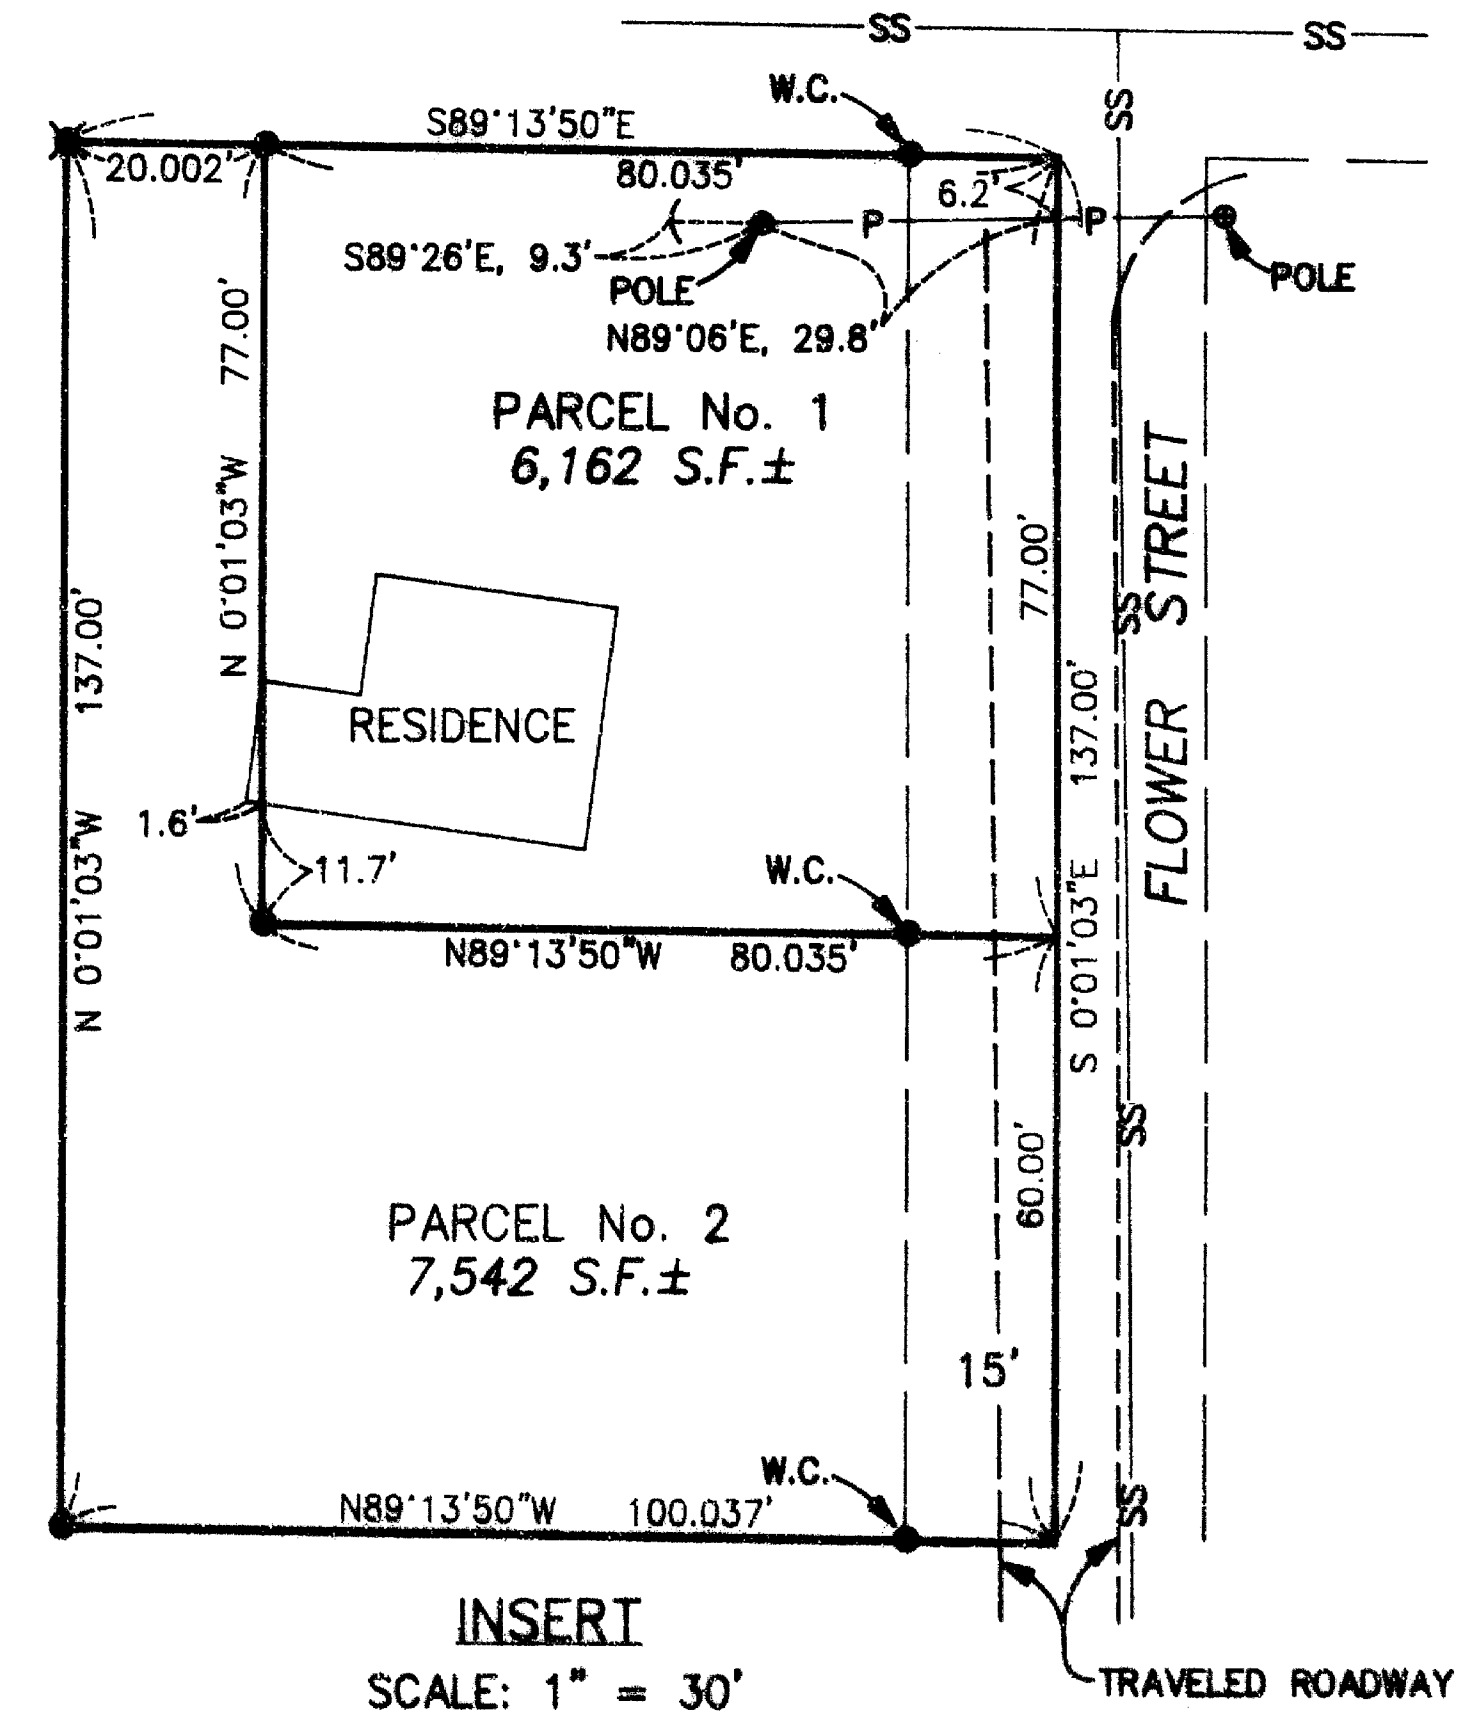 SS
SS
W.C.
SS
S89°13'50"E
20.002'
80.035'
6.2'
P
P
S89°26'E, 9.3'
POLE
POLE
N89°06'E, 29.8'
N 0°01'03"W 77.00'
PARCEL No. 1
6,162 S.F.±
77.00'
SS
FLOWER STREET
N 0°01'03"W 137.00'
RESIDENCE
S 0°01'03"E 137.00'
1.6'
11.7'
W.C.
N89°13'50"W 80.035'
SS
60.00'
PARCEL No. 2
7,542 S.F.±
15'
W.C.
SS
N89°13'50"W 100.037'
INSERT
SCALE: 1" = 30'
TRAVELED ROADWAY